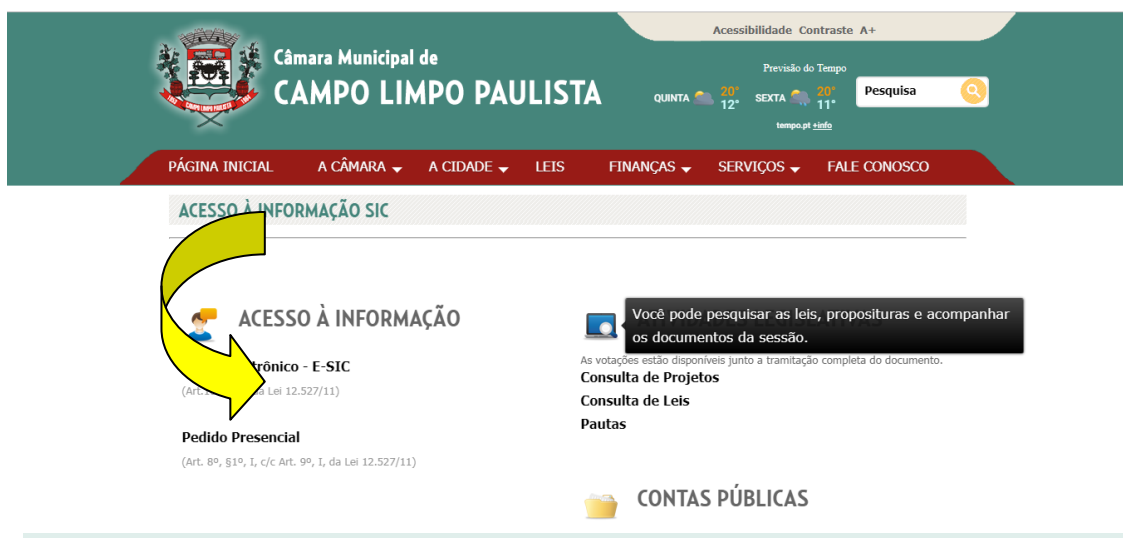 Acessibilidade Contraste A+
Câmara Municipal de
CAMPO LIMPO PAULISTA
Previsão do Tempo
QUINTA 20° 12° SEXTA 20° 11°
tempo.pt +info
Pesquisa
PÁGINA INICIAL A CÂMARA A CIDADE LEIS FINANÇAS SERVIÇOS FALE CONOSCO
ACESSO À INFORMAÇÃO SIC
ACESSO À INFORMAÇÃO
trônico - E-SIC
(Art. da Lei 12.527/11)
Pedido Presencial
(Art. 8º, §1º, I, c/c Art. 9º, I, da Lei 12.527/11)
Você pode pesquisar as leis, proposituras e acompanhar
os documentos da sessão.
As votações estão disponíveis junto a tramitação completa do documento.
Consulta de Projetos
Consulta de Leis
Pautas
CONTAS PÚBLICAS